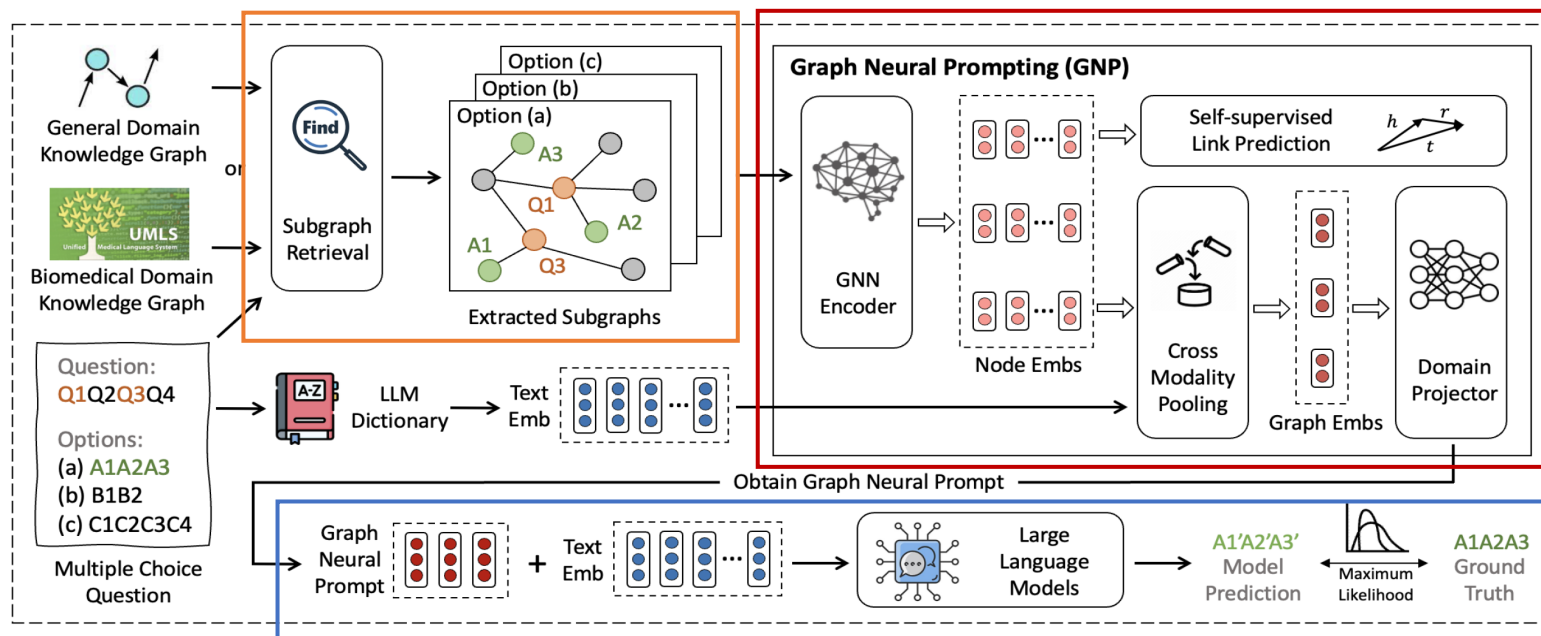 General Domain
Knowledge Graph
or
UMLS
Unified Medical Language System
Biomedical Domain
Knowledge Graph
Question:
Q1Q2Q3Q4
Options:
(a) A1A2A3
(b) B1B2
(c) C1C2C3C4
Multiple Choice
Question
Find
Subgraph
Retrieval
Option (c)
Option (b)
Option (a)
A3
Q1
A2
A1
Q3
Extracted Subgraphs
A-Z
LLM
Dictionary
Text
Emb
Graph Neural Prompting (GNP)
GNN
Encoder
Node Embs
Self-supervised
Link Prediction
h
r
t
Cross
Modality
Pooling
Graph Embs
Domain
Projector
Obtain Graph Neural Prompt
Graph
Neural
Prompt
+
Text
Emb
Large
Language
Models
A1'A2'A3'
Model
Prediction
Maximum
Likelihood
A1A2A3
Ground
Truth